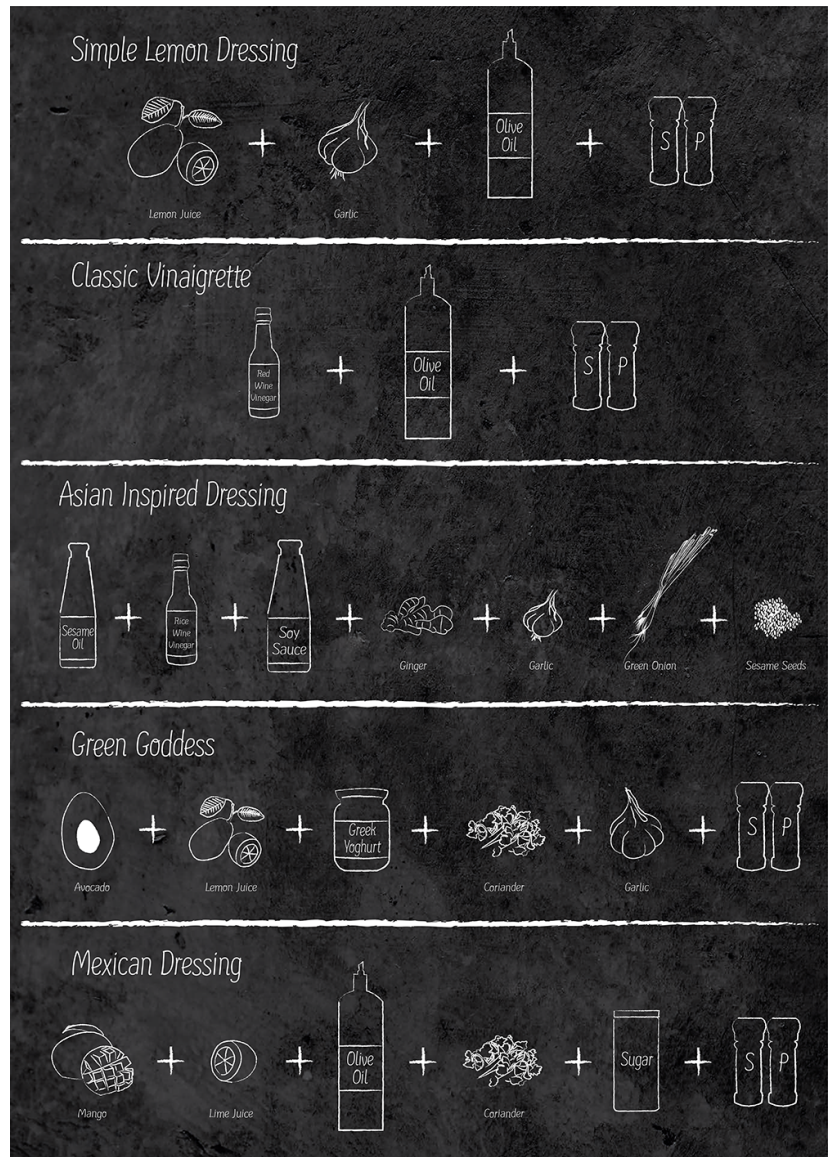 Simple Lemon Dressing
Olive
Oil
S P
Lemon Juice
Garlic
Classic Vinaigrette
Red
Wine
Vinegar
Olive
Oil
S P
Asian Inspired Dressing
Sesame
Oil
Rice
Wine
Vinegar
Soy
Sauce
Ginger
Garlic
Green Onion
Sesame Seeds
Green Goddess
Greek
Yoghurt
S P
Avocado
Lemon Juice
Coriander
Garlic
Mexican Dressing
Olive
Oil
Sugar
S P
Mango
Lime Juice
Coriander